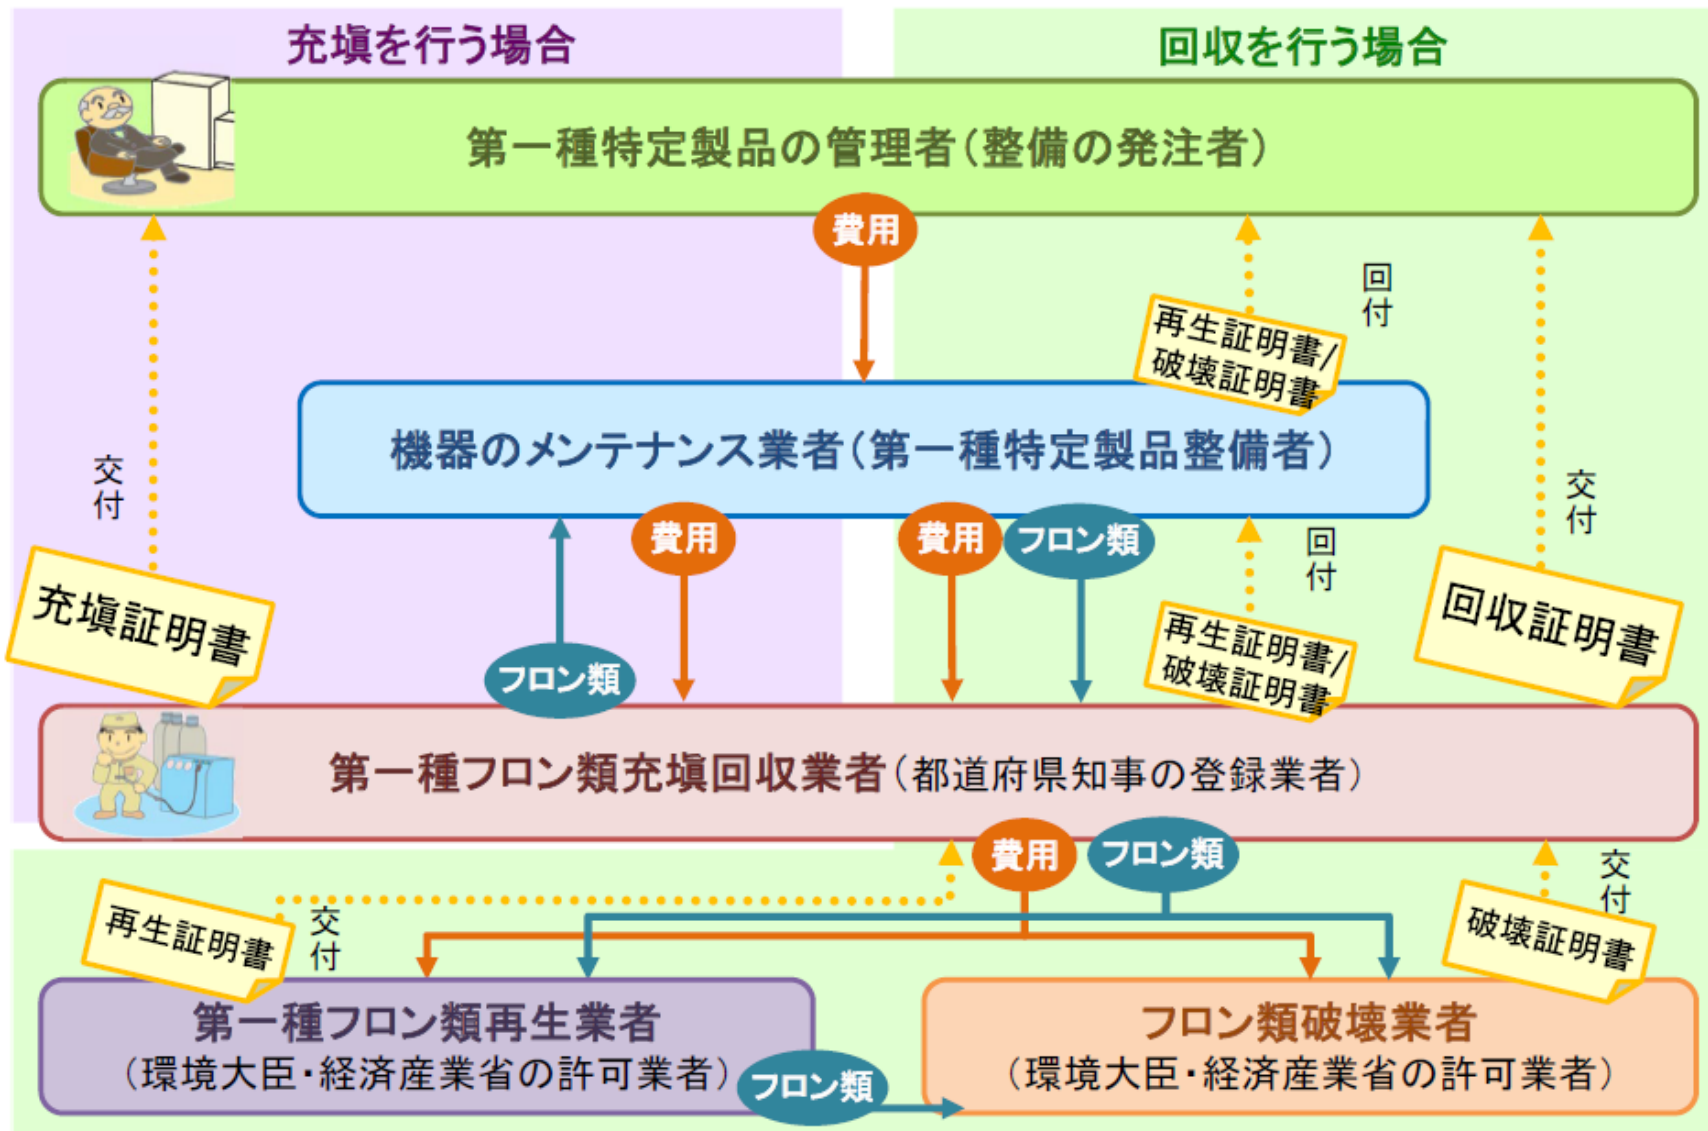 充塡を行う場合
回収を行う場合
第一種特定製品の管理者(整備の発注者)
費用
回付
再生証明書/
破壊証明書
機器のメンテナンス業者(第一種特定製品整備者)
交付
交付
費用
費用
フロン類
回付
充塡証明書
フロン類
再生証明書/
破壊証明書
回収証明書
第一種フロン類充塡回収業者(都道府県知事の登録業者)
費用
フロン類
交付
再生証明書
交付
破壊証明書
第一種フロン類再生業者
(環境大臣・経済産業省の許可業者)
フロン類
フロン類破壊業者
(環境大臣・経済産業省の許可業者)